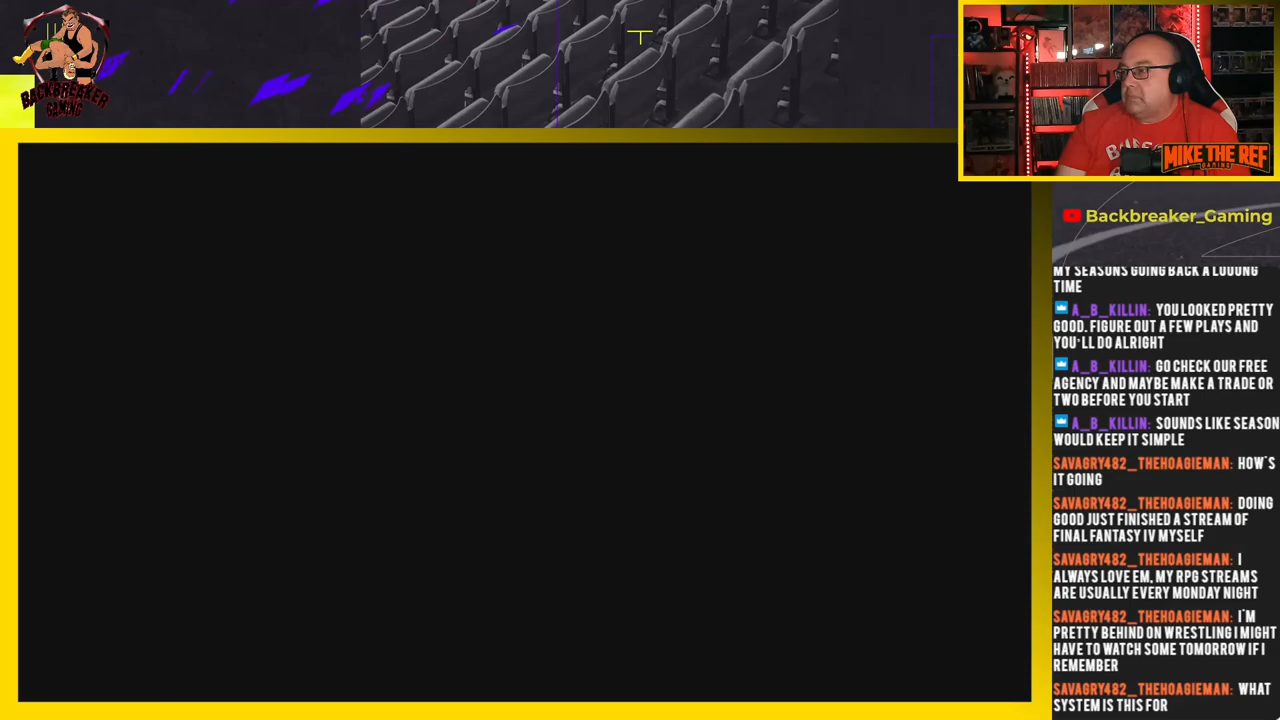 BACKBREAKER
GAMING
MIKE THE REF
GAMING
Backbreaker_Gaming
MY SEASONS GOING BACK A LOOONG
TIME
A_B_KILLIN: YOU LOOKED PRETTY
GOOD. FIGURE OUT A FEW PLAYS AND
YOU'LL DO ALRIGHT
A_B_KILLIN: GO CHECK OUR FREE
AGENCY AND MAYBE MAKE A TRADE OR
TWO BEFORE YOU START
A_B_KILLIN: SOUNDS LIKE SEASON
WOULD KEEP IT SIMPLE
SAVAGRY482_THEHOAGIEMAN: HOW'S
IT GOING
SAVAGRY482_THEHOAGIEMAN: DOING
GOOD JUST FINISHED A STREAM OF
FINAL FANTASY IV MYSELF
SAVAGRY482_THEHOAGIEMAN: I
ALWAYS LOVE EM, MY RPG STREAMS
ARE USUALLY EVERY MONDAY NIGHT
SAVAGRY482_THEHOAGIEMAN: I'M
PRETTY BEHIND ON WRESTLING I MIGHT
HAVE TO WATCH SOME TOMORROW IF I
REMEMBER
SAVAGRY482_THEHOAGIEMAN: WHAT
SYSTEM IS THIS FOR